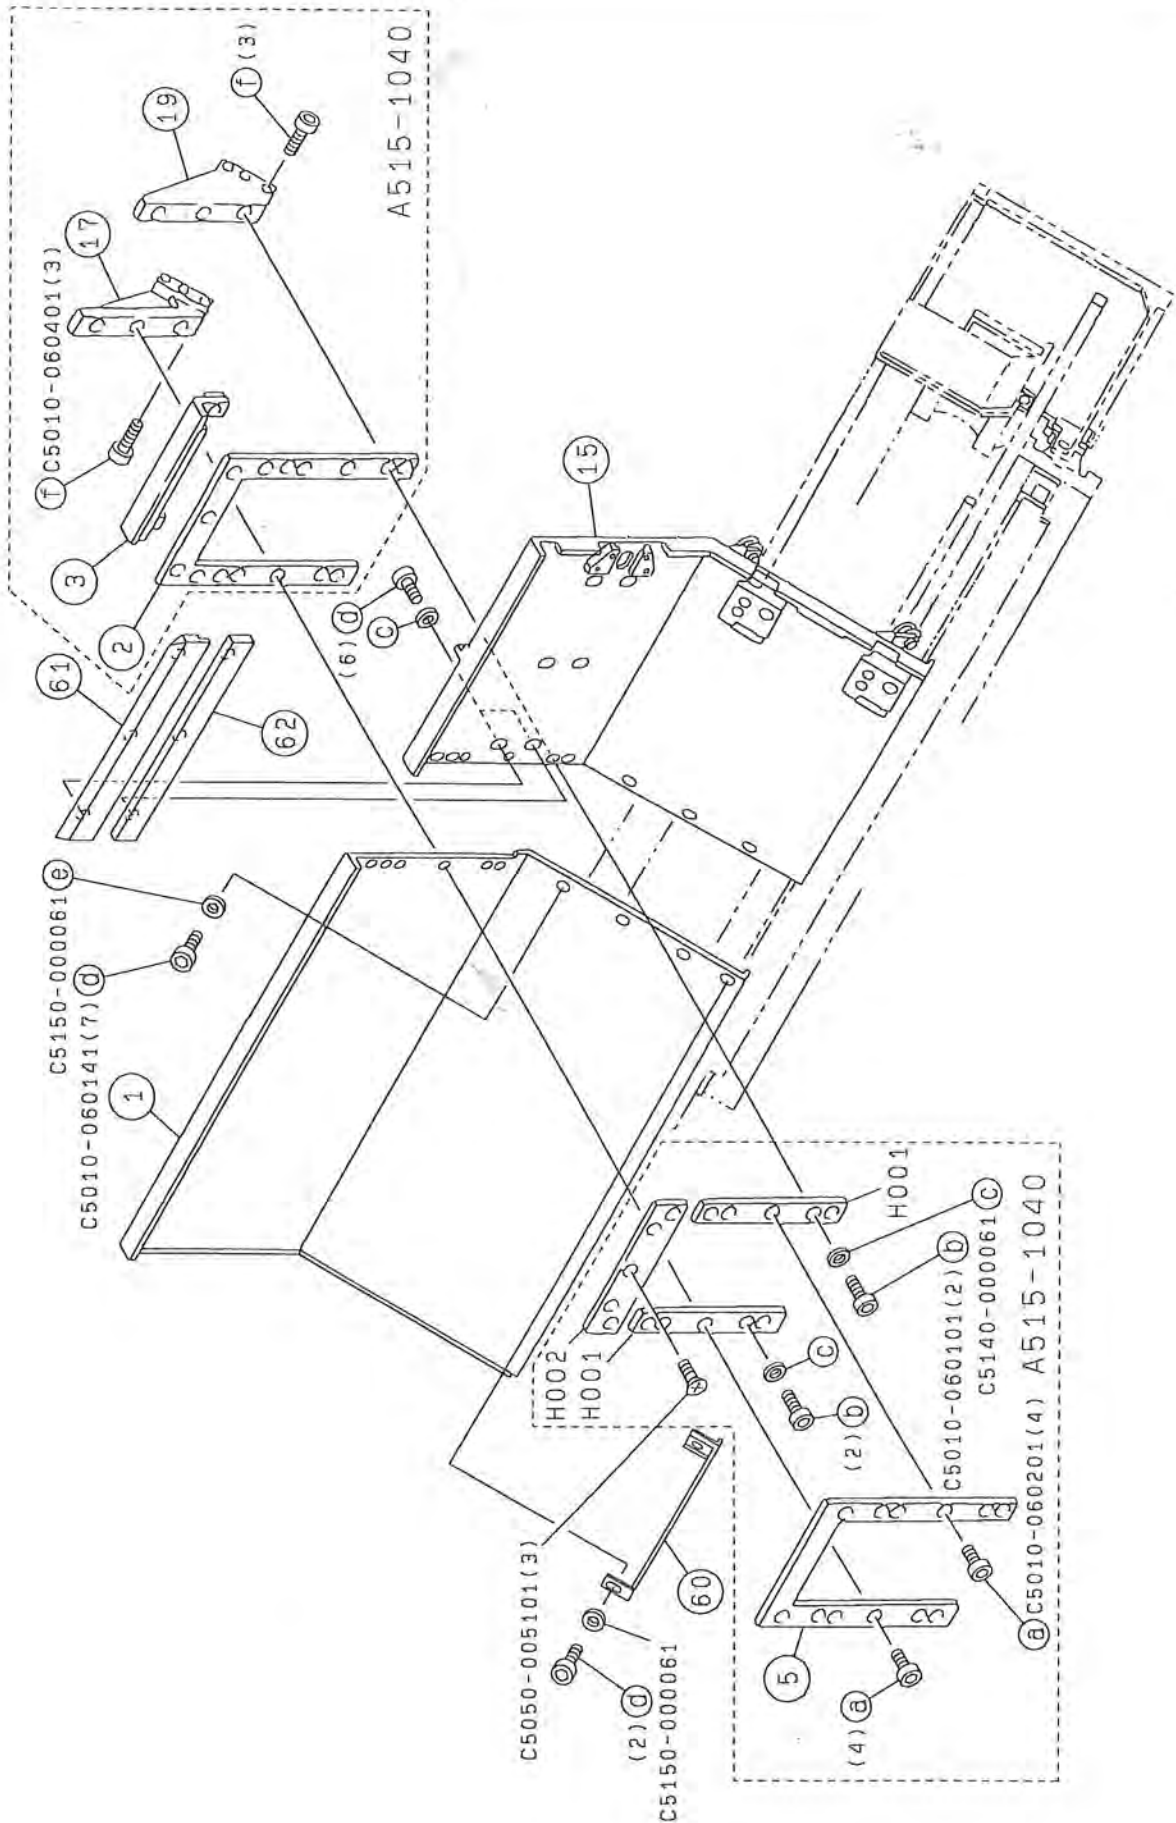 A515-1040
f (3)
19
17
f C5010-060401(3)
3
2
61
62
(6) d
c
15
C5150-000061 e
C5010-060141(7) d
1
H002
H001
H001
c
(2) b
c
C5010-060101(2) b
C5140-000061 c
A515-1040
a C5010-060201(4)
C5050-005101(3)
60
(2) d
C5150-000061
5
(4) a